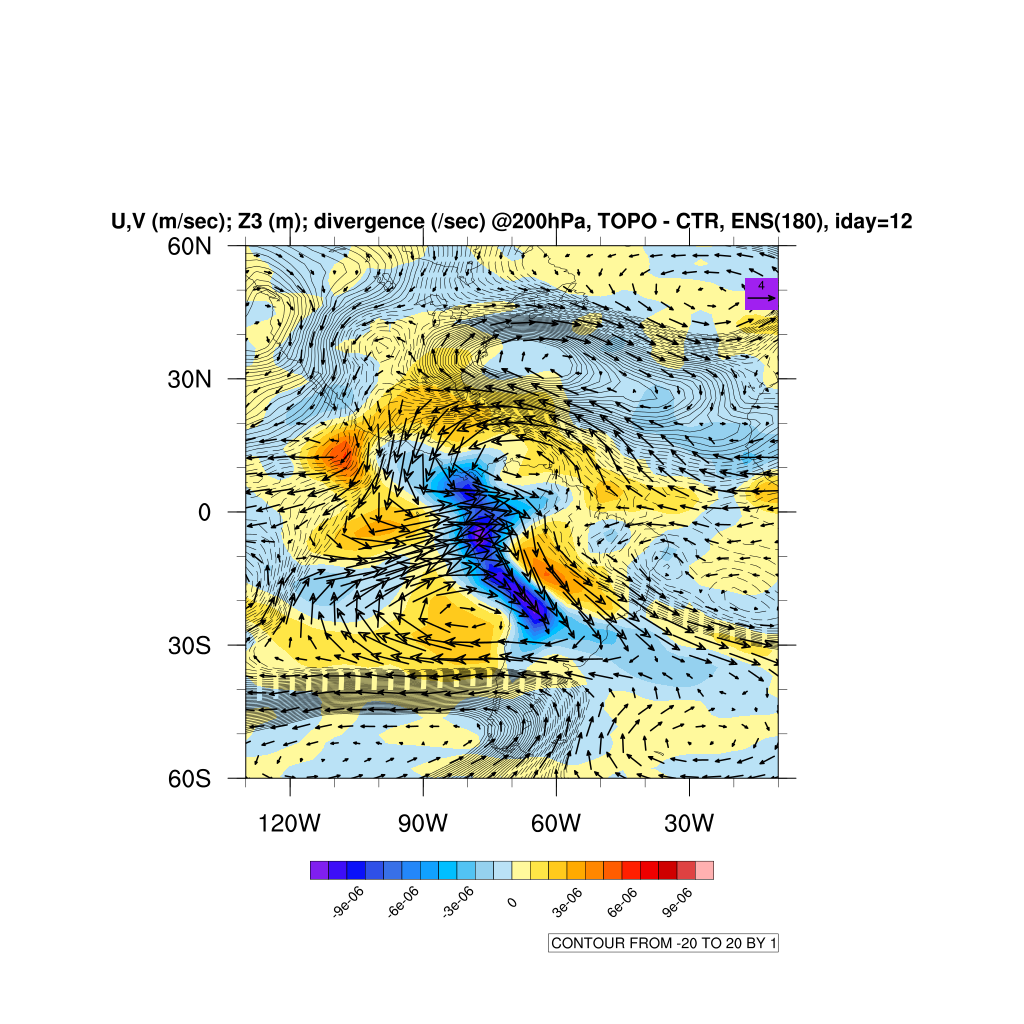 U,V (m/sec); Z3 (m); divergence (/sec) @200hPa, TOPO - CTR, ENS(180), iday=12
60N
4
30N
0
30S
60S
120W 90W 60W 30W
-9e-06 -6e-06 -3e-06 0 3e-06 6e-06 9e-06
CONTOUR FROM -20 TO 20 BY 1